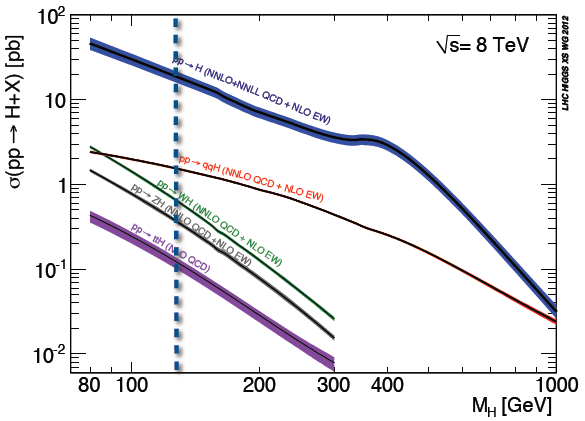 10²
√s= 8 TeV
LHC HIGGS XS WG 2012
σ(pp → H+X) [pb]
pp → H (NNLO+NNLL QCD + NLO EW)
10
pp → qqH (NNLO QCD + NLO EW)
1
pp → WH (NNLO QCD + NLO EW)
pp → ZH (NNLO QCD +NLO EW)
10⁻¹
pp → ttH (NLO QCD)
10⁻²
80 100 200 300 400 1000
M_H [GeV]